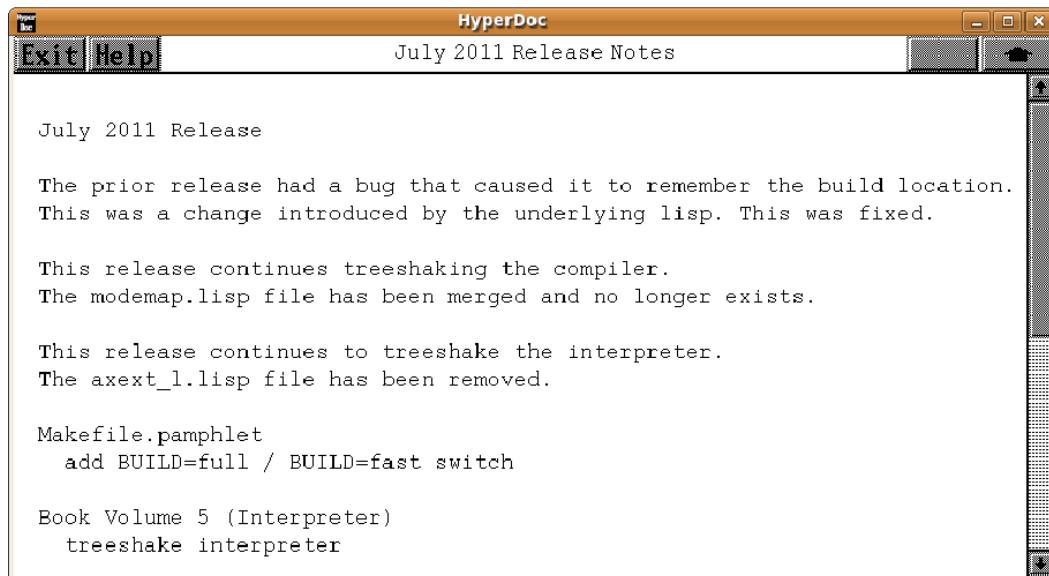 Hyper
Doc
HyperDoc
Exit Help
July 2011 Release Notes
July 2011 Release
The prior release had a bug that caused it to remember the build location.
This was a change introduced by the underlying lisp. This was fixed.
This release continues treeshaking the compiler.
The modemap.lisp file has been merged and no longer exists.
This release continues to treeshake the interpreter.
The axext_l.lisp file has been removed.
Makefile.pamphlet
add BUILD=full / BUILD=fast switch
Book Volume 5 (Interpreter)
treeshake interpreter